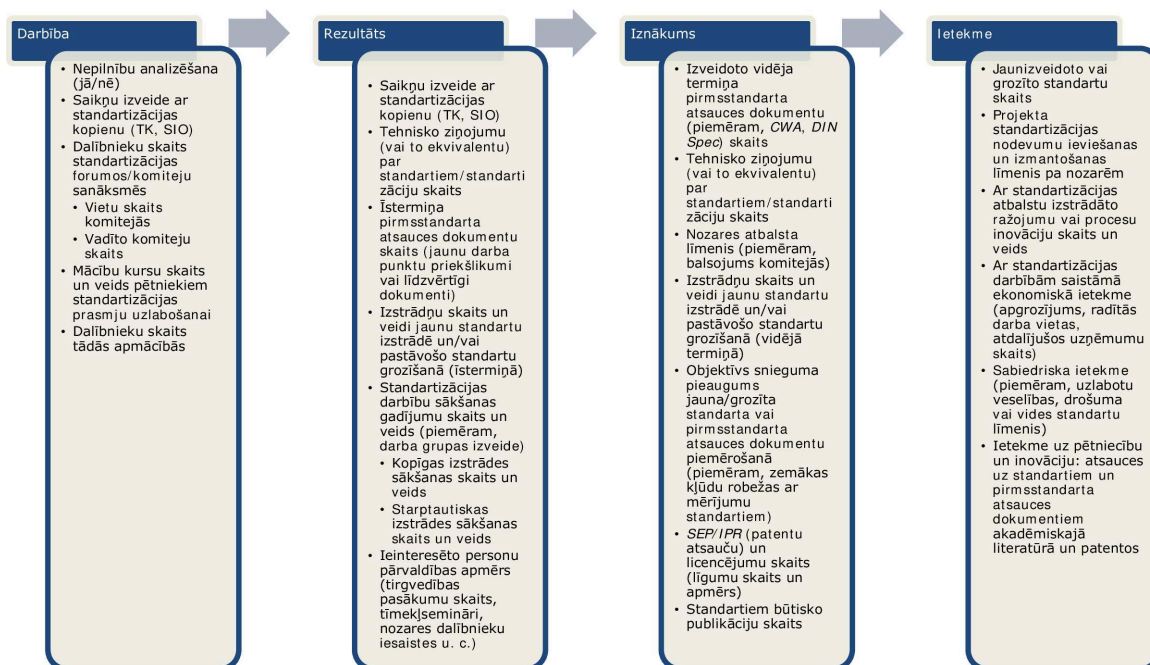 Darbība
• Nepilnību analizēšana
(jā/nē)
• Saikņu izveide ar
standartizācijas
kopienu (TK, SIO)
• Dalībnieku skaits
standartizācijas
forumos/komiteju
sanāksmēs
• Vietu skaits
komitejās
• Vadīto komiteju
skaits
• Mācību kursu skaits
un veids pētniekiem
standartizācijas
prasmju uzlabošanai
• Dalībnieku skaits
tādās apmācībās
Rezultāts
• Saikņu izveide ar
standartizācijas
kopienu (TK, SIO)
• Tehnisko ziņojumu
(vai to ekvivalentu)
par
standartiem/standarti
zāciju skaits
• Īstermiņa
pirmsstandarta
atsauces dokumentu
skaits (jaunu darba
punktu priekšlikumi
vai līdzvērtīgi
dokumenti)
• Izstrādņu skaits un
veidi jaunu standartu
izstrādē un/vai
pastāvošo standartu
grozīšanā (īstermiņā)
• Standartizācijas
darbību sākšanas
gadījumu skaits un
veids (piemēram,
darba grupas izveide)
• Kopīgas izstrādes
sākšanas skaits un
veids
• Starptautiskas
izstrādes sākšanas
skaits un veids
• Ieinteresēto personu
pārvaldības apmērs
(tirgvedības
pasākumu skaits,
tīmekļsemināri,
nozares dalībnieku
iesaistes u. c.)
Iznākums
• Izveidoto vidēja
termiņa
pirmsstandarta
atsauces dokumentu
(piemēram, CWA, DIN
Spec) skaits
• Tehnisko ziņojumu
(vai to ekvivalentu)
par
standartiem/standarti
zāciju skaits
• Nozares atbalsta
līmenis (piemēram,
balsojums komitejās)
• Izstrādņu skaits un
veidi jaunu standartu
izstrādē un/vai
pastāvošo standartu
grozīšanā (vidējā
termiņā)
• Objektīvs snieguma
pieaugums
jauna/grozīta
standarta vai
pirmsstandarta
atsauces dokumentu
piemērošanā
(piemēram, zemākas
kļūdu robežas ar
mērījumu
standartiem)
• SEP/IPR (patentu
atsauču) un
licencējumu skaits
(līgumu skaits un
apmērs)
• Standartiem būtisko
publikāciju skaits
Ietekme
• Jaunizveidoto vai
grozīto standartu
skaits
• Projekta
standartizācijas
nodevumu ieviešanas
un izmantošanas
līmenis pa nozarēm
• Ar standartizācijas
atbalstu izstrādāto
ražojumu vai procesu
inovāciju skaits un
veids
• Ar standartizācijas
darbībām saistāmā
ekonomiskā ietekme
(apgrozījums, radītās
darba vietas,
atdalījušos uzņēmumu
skaits)
• Sabiedriska ietekme
(piemēram, uzlabotu
veselības, drošuma
vai vides standartu
līmenis)
• Ietekme uz pētniecību
un inovāciju: atsauces
uz standartiem un
pirmsstandarta
atsauces
dokumentiem
akadēmiskajā
literatūrā un patentos